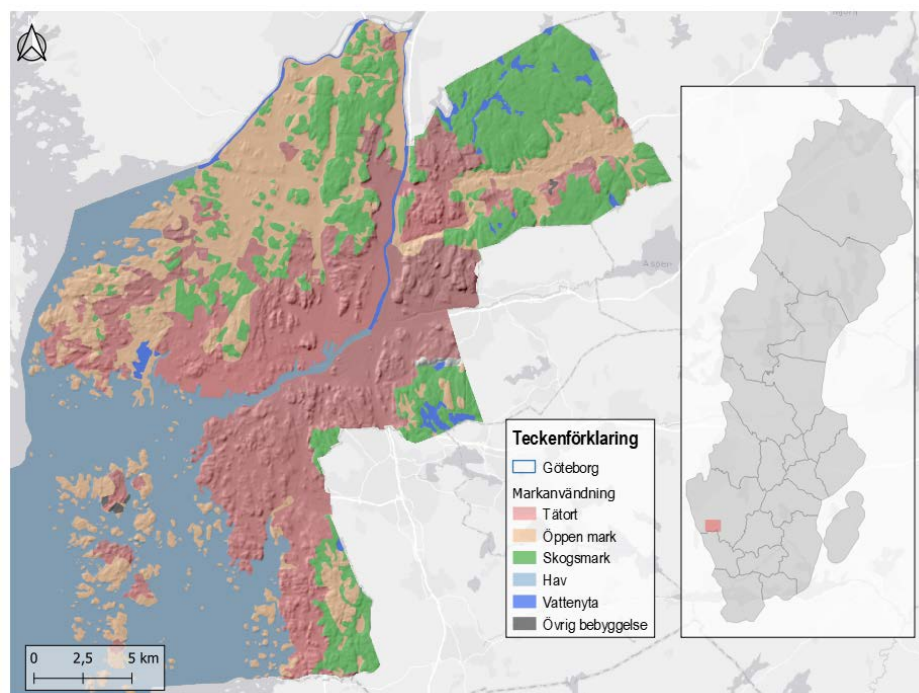 Teckenförklaring
Göteborg
Markanvändning
Tätort
Öppen mark
Skogsmark
Hav
Vattenyta
Övrig bebyggelse
0 2,5 5 km